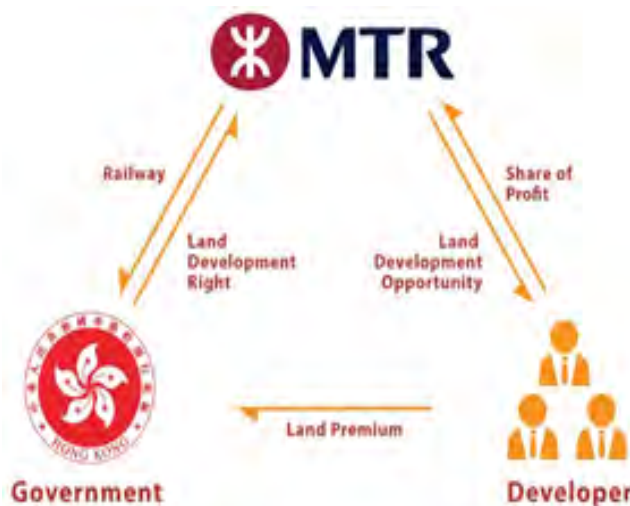 MTR
Railway
Share of
Profit
Land
Development
Right
Land
Development
Opportunity
HONG KONG
Land Premium
Government
Developer